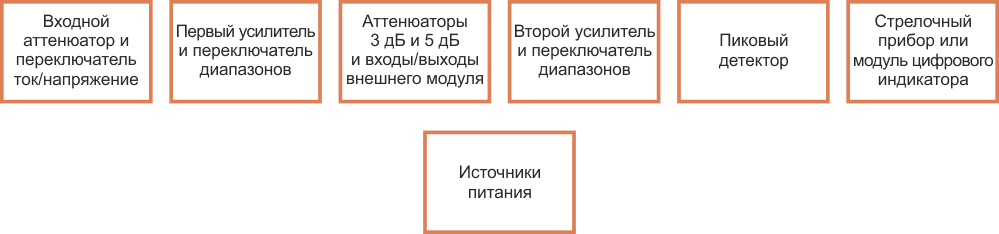 Входной
аттенюатор и
переключатель
ток/напряжение
Первый усилитель
и переключатель
диапазонов
Аттенюаторы
3 дБ и 5 дБ
и входы/выходы
внешнего модуля
Второй усилитель
и переключатель
диапазонов
Пиковый
детектор
Стрелочный
прибор или
модуль цифрового
индикатора
Источники
питания